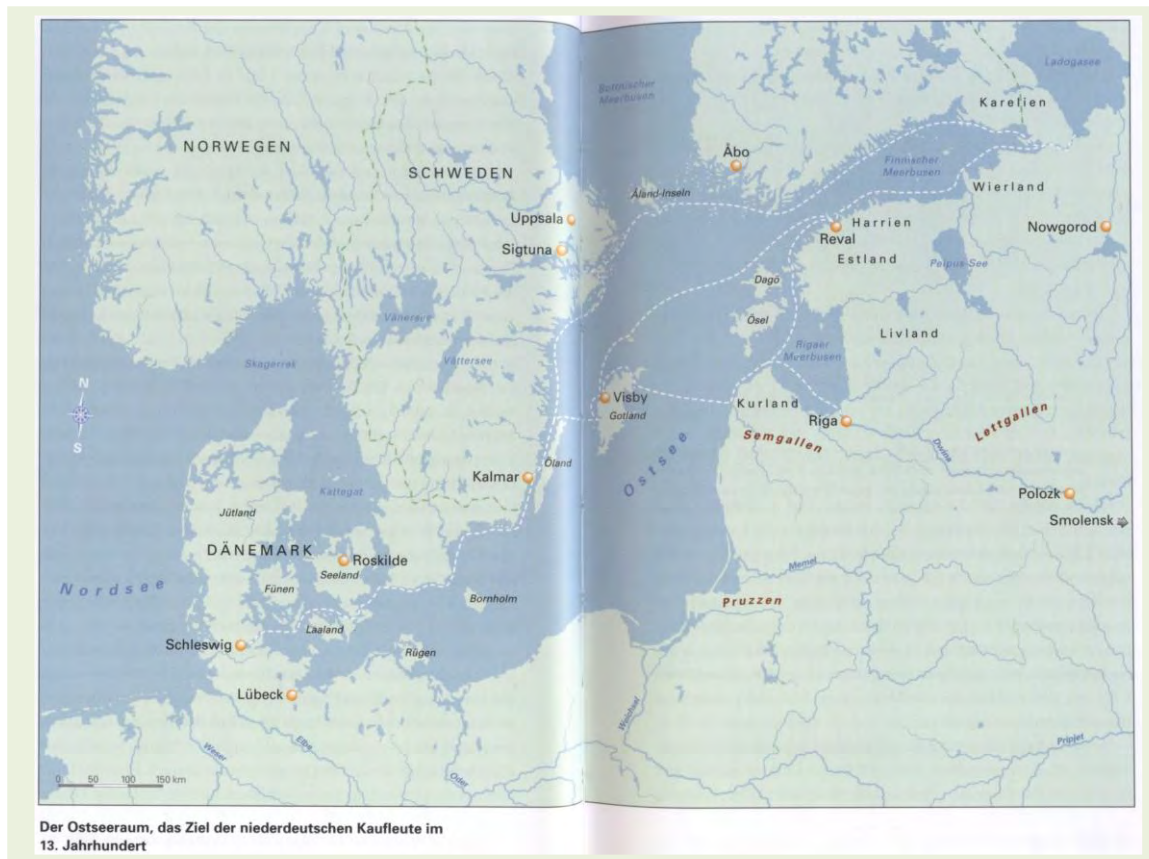 Ladogasee
Bottnischer
Meerbusen
Karelien
NORWEGEN
Åbo
Finnischer
Meerbusen
SCHWEDEN
Åland-Inseln
Wierland
Uppsala
Harrien
Nowgorod
Reval
Sigtuna
Estland
Peipus-See
Dagö
Vänersee
Ösel
Livland
Rigaer
Meerbusen
Skagerrak
Vättersee
N
S
Visby
Gotland
Kurland
Riga
Lettgallen
Semgallen
Dwina
Öland
Ostsee
Kalmar
Kattegat
Polozk
Jütland
Smolensk
DÄNEMARK
Roskilde
Seeland
Memel
Nordsee
Fünen
Bornholm
Pruzzen
Laaland
Schleswig
Rügen
Lübeck
Weichsel
Weser
Elbe
Oder
Pripjet
0 50 100 150 km
Der Ostseeraum, das Ziel der niederdeutschen Kaufleute im
13. Jahrhundert